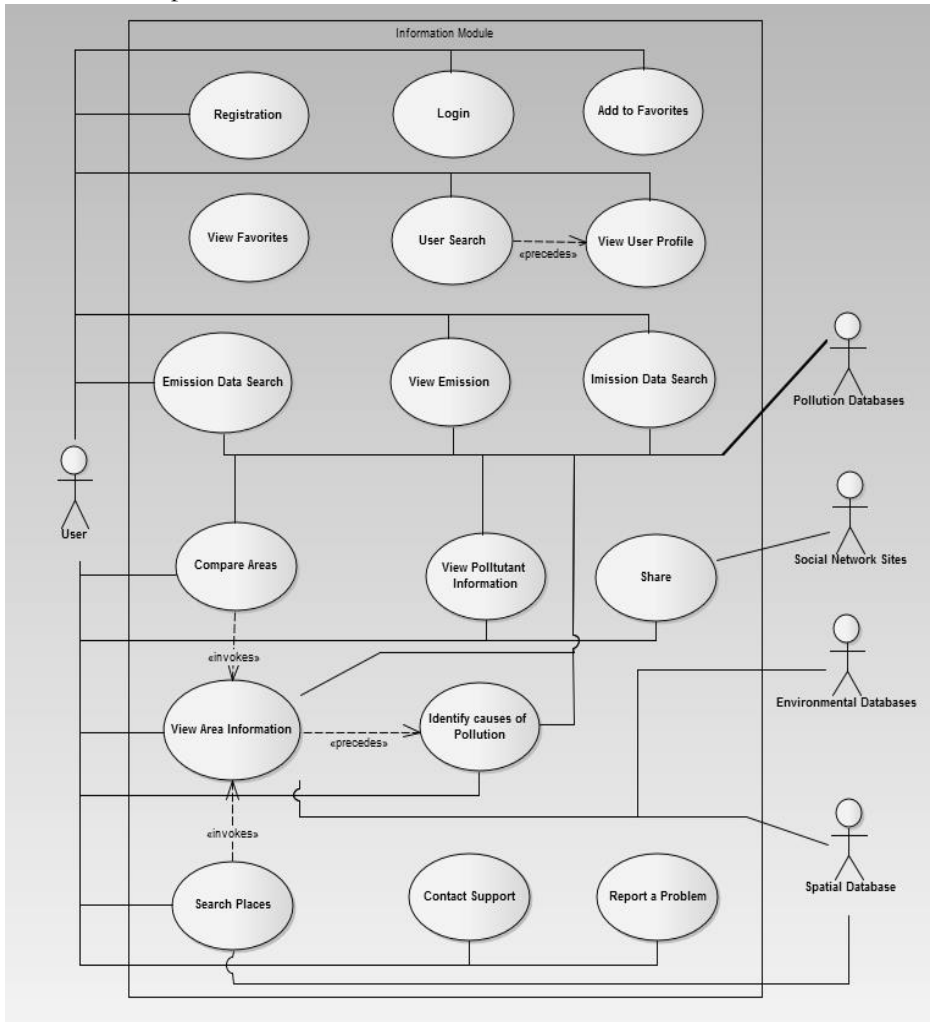 Information Module
Registration
Login
Add to Favorites
View Favorites
User Search
«precedes»
View User Profile
Emission Data Search
View Emission
Imission Data Search
Pollution Databases
User
Compare Areas
View Polltutant
Information
Share
Social Network Sites
«invokes»
View Area Information
«precedes»
Identify causes of
Pollution
Environmental Databases
«invokes»
Search Places
Contact Support
Report a Problem
Spatial Database